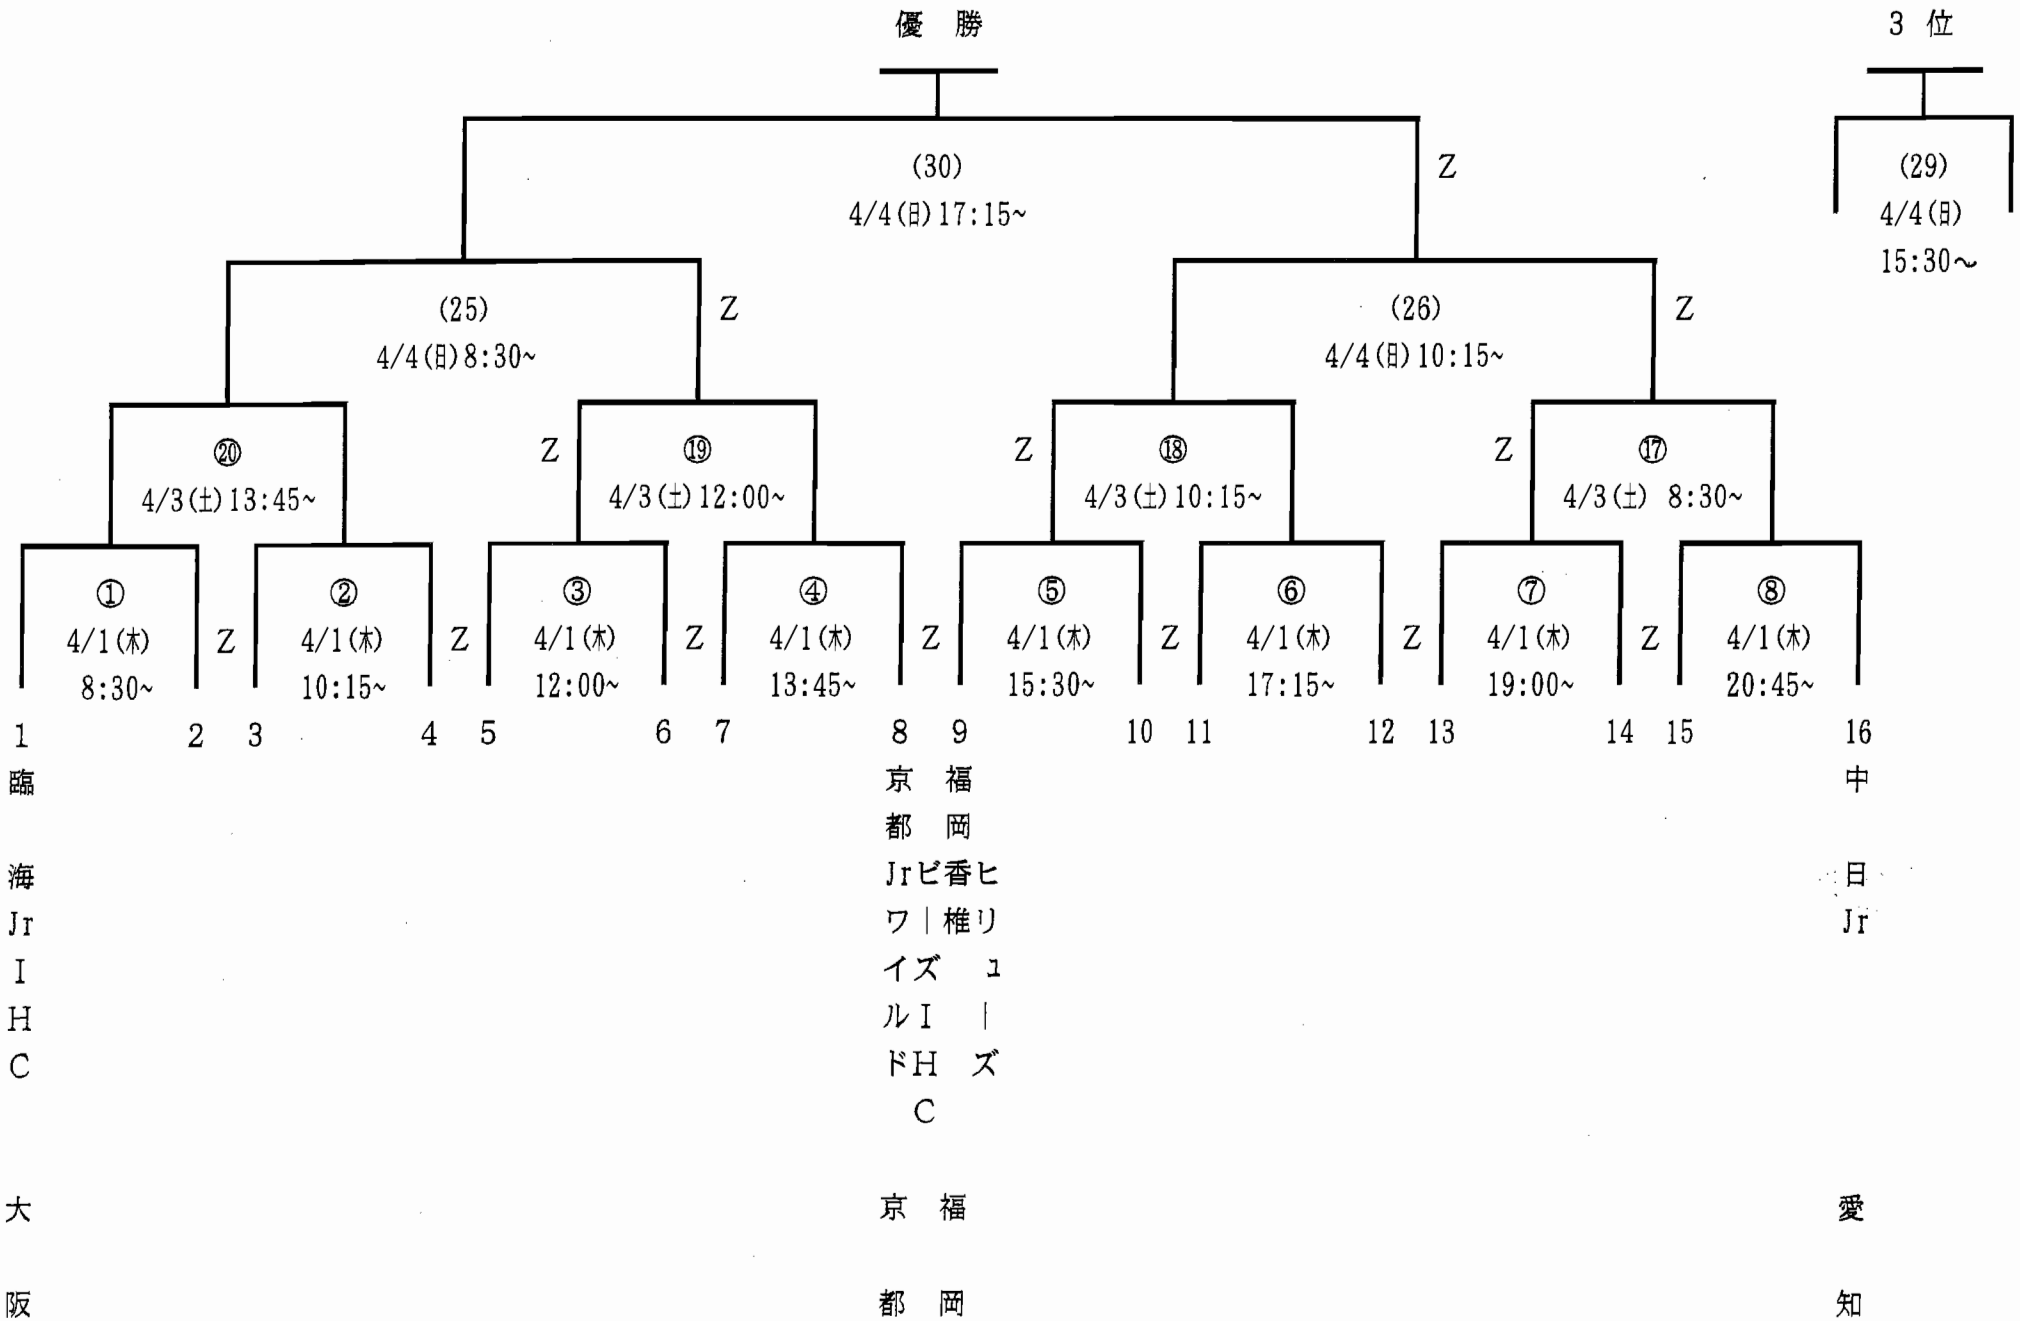 優 勝
3 位
(30)
4/4(日)17:15~
Z
(29)
4/4(日)
15:30~
(25)
4/4(日)8:30~
Z
(26)
4/4(日)10:15~
Z
⑳
4/3(土)13:45~
Z
⑲
4/3(土)12:00~
Z
⑱
4/3(土)10:15~
Z
⑰
4/3(土) 8:30~
①
4/1(木)
8:30~
Z
②
4/1(木)
10:15~
Z
③
4/1(木)
12:00~
Z
④
4/1(木)
13:45~
Z
⑤
4/1(木)
15:30~
Z
⑥
4/1(木)
17:15~
Z
⑦
4/1(木)
19:00~
Z
⑧
4/1(木)
20:45~
1 2 3 4 5 6 7 8 9 10 11 12 13 14 15 16
臨海JrIHC
大阪
京都Jrワイルド
ビーズIHC
京都
福岡香椎
ヒリューズ
福岡
中日Jr
愛知